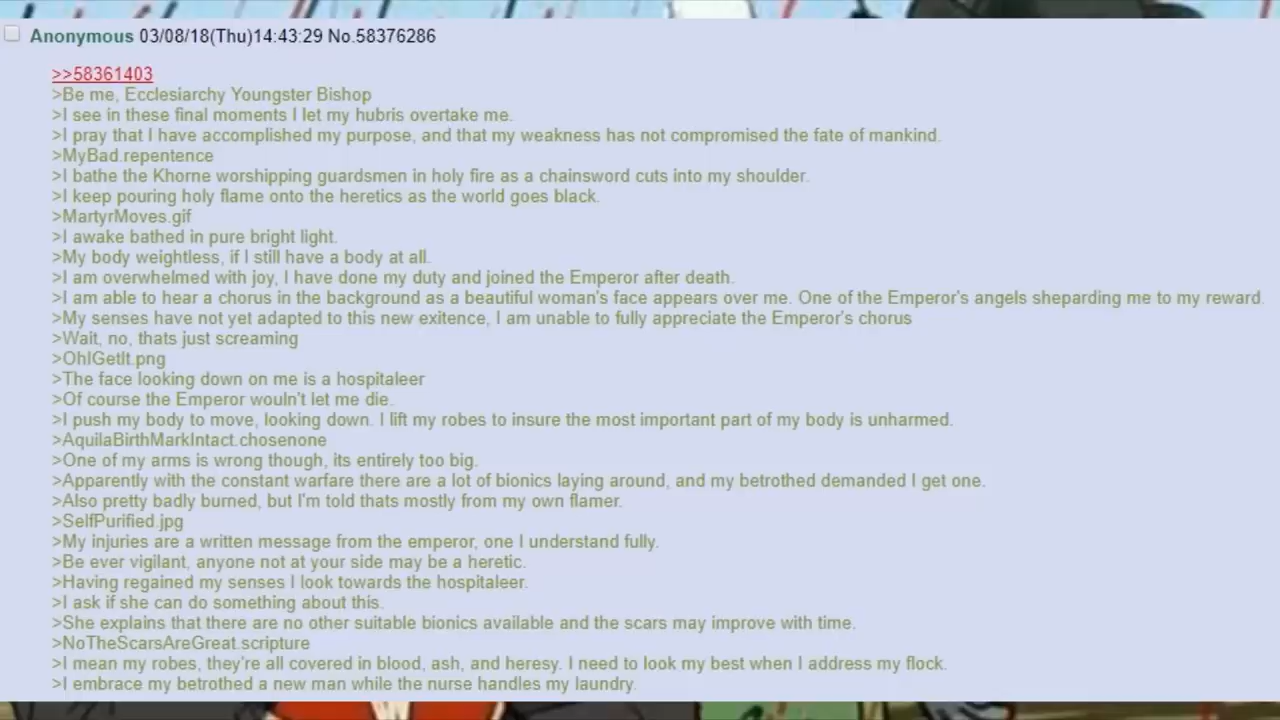 Anonymous 03/08/18(Thu)14:43:29 No.58376286
>>58361403
>Be me, Ecclesiarchy Youngster Bishop
>I see in these final moments I let my hubris overtake me.
>I pray that I have accomplished my purpose, and that my weakness has not compromised the fate of mankind.
>MyBad.repentence
>I bathe the Khorne worshipping guardsmen in holy fire as a chainsword cuts into my shoulder.
>I keep pouring holy flame onto the heretics as the world goes black.
>MartyrMoves.gif
>I awake bathed in pure bright light.
>My body weightless, if I still have a body at all.
>I am overwhelmed with joy, I have done my duty and joined the Emperor after death.
>I am able to hear a chorus in the background as a beautiful woman's face appears over me. One of the Emperor's angels sheparding me to my reward.
>My senses have not yet adapted to this new exitence, I am unable to fully appreciate the Emperor's chorus
>Wait, no, thats just screaming
>OhIGetIt.png
>The face looking down on me is a hospitaleer
>Of course the Emperor wouln't let me die.
>I push my body to move, looking down. I lift my robes to insure the most important part of my body is unharmed.
>AquilaBirthMarkIntact.chosenone
>One of my arms is wrong though, its entirely too big.
>Apparently with the constant warfare there are a lot of bionics laying around, and my betrothed demanded I get one.
>Also pretty badly burned, but I'm told thats mostly from my own flamer.
>SelfPurified.jpg
>My injuries are a written message from the emperor, one I understand fully.
>Be ever vigilant, anyone not at your side may be a heretic.
>Having regained my senses I look towards the hospitaleer.
>I ask if she can do something about this.
>She explains that there are no other suitable bionics available and the scars may improve with time.
>NoTheScarsAreGreat.scripture
>I mean my robes, they're all covered in blood, ash, and heresy. I need to look my best when I address my flock.
>I embrace my betrothed a new man while the nurse handles my laundry.